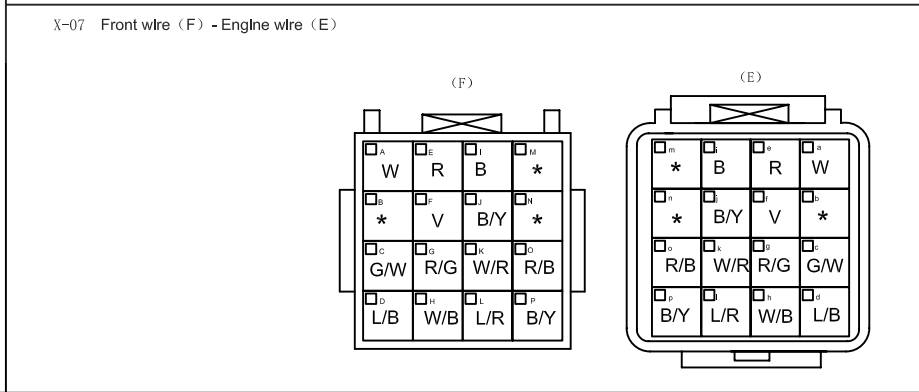 X-07 Front wire（F）- Engine wire（E）
（F）
（E）
A W E R I B M *
B * F V J B/Y N *
C G/W G R/G K W/R O R/B
D L/B H W/B L L/R P B/Y
m * i B e R a W
n * j B/Y f V b *
o R/B k W/R g R/G c G/W
p B/Y l L/R h W/B d L/B